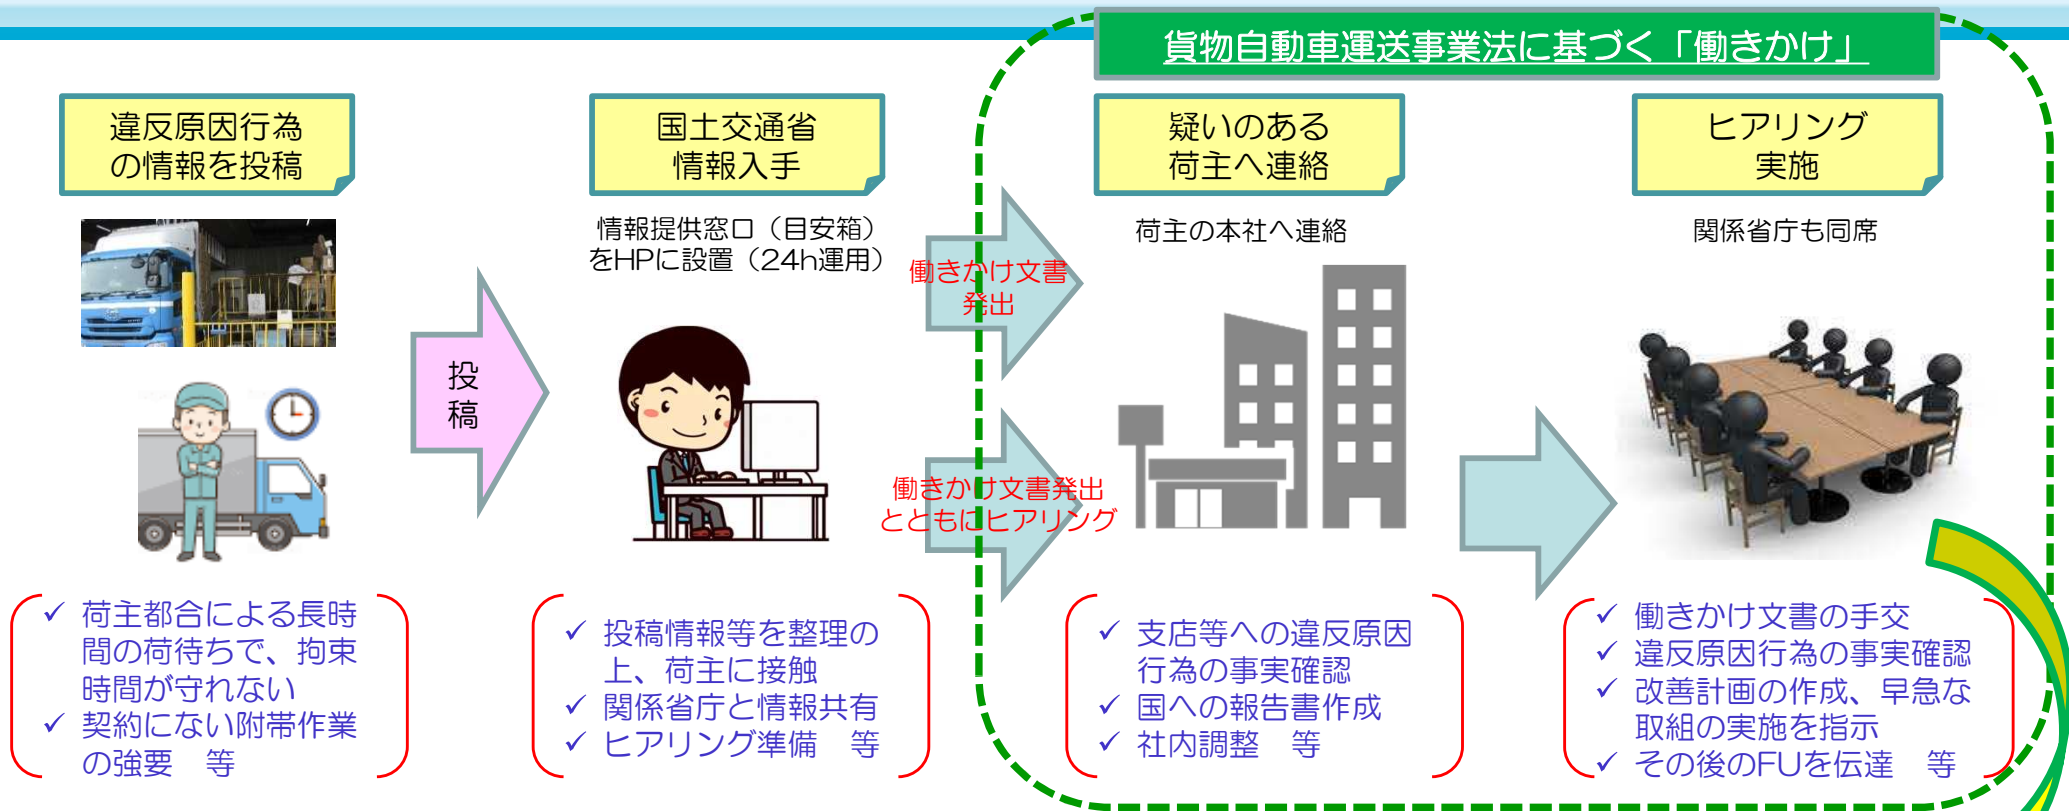 貨物自動車運送事業法に基づく「働きかけ」
違反原因行為
の情報を投稿
国土交通省
情報入手
疑いのある
荷主へ連絡
ヒアリング
実施
情報提供窓口（目安箱）
をHPに設置（24h運用）
荷主の本社へ連絡
関係省庁も同席
投
稿
働きかけ文書
発出
働きかけ文書発出
とともにヒアリング
✓ 荷主都合による長時
間の荷待ちで、拘束
時間が守れない
✓ 契約にない附帯作業
の強要　等
✓ 投稿情報等を整理の
上、荷主に接触
✓ 関係省庁と情報共有
✓ ヒアリング準備　等
✓ 支店等への違反原因
行為の事実確認
✓ 国への報告書作成
✓ 社内調整　等
✓ 働きかけ文書の手交
✓ 違反原因行為の事実確認
✓ 改善計画の作成、早急な
取組の実施を指示
✓ その後のFUを伝達　等